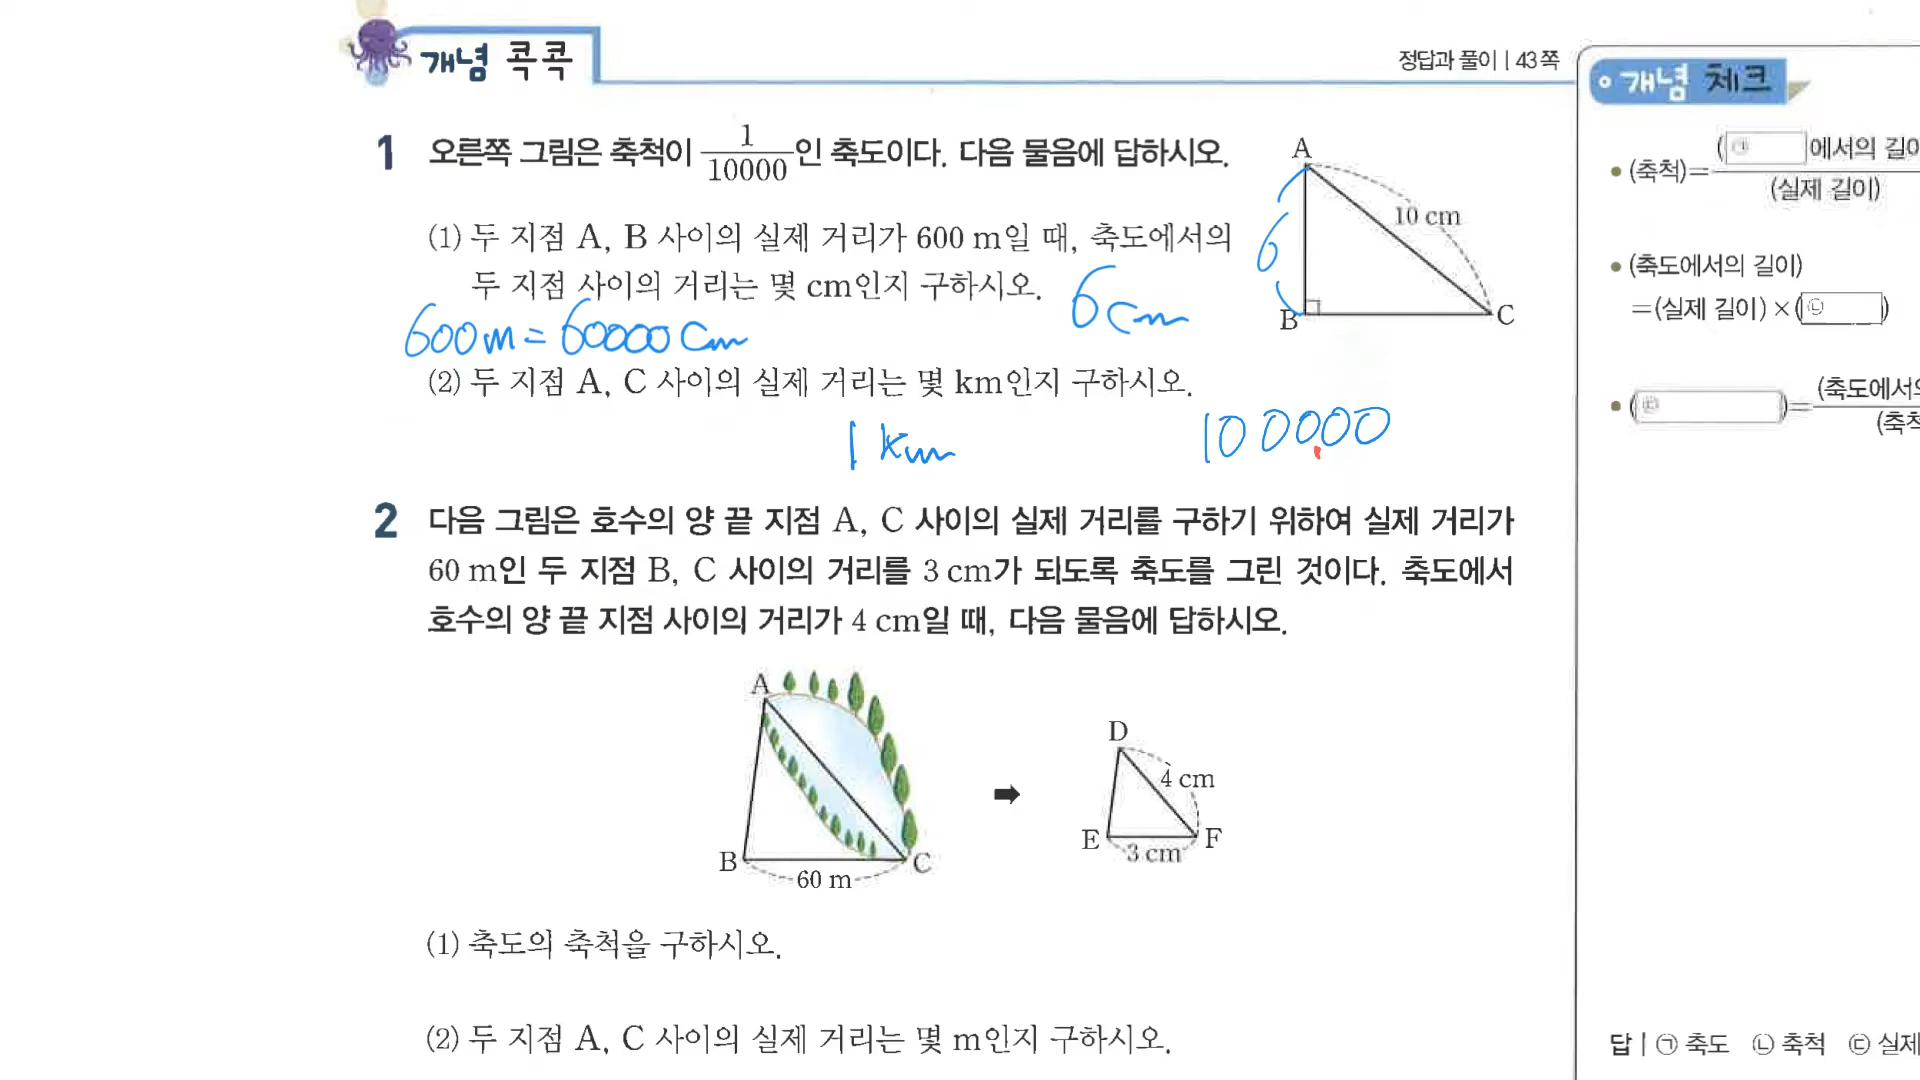 개념 콕콕
정답과 풀이 | 43쪽
1 오른쪽 그림은 축척이 1/10000인 축도이다. 다음 물음에 답하시오.
(1) 두 지점 A, B 사이의 실제 거리가 600 m일 때, 축도에서의
두 지점 사이의 거리는 몇 cm인지 구하시오.
6cm
600m=60000cm
(2) 두 지점 A, C 사이의 실제 거리는 몇 km인지 구하시오.
1 km
100000
A
10 cm
6
B
C
2 다음 그림은 호수의 양 끝 지점 A, C 사이의 실제 거리를 구하기 위하여 실제 거리가
60 m인 두 지점 B, C 사이의 거리를 3 cm가 되도록 축도를 그린 것이다. 축도에서
호수의 양 끝 지점 사이의 거리가 4 cm일 때, 다음 물음에 답하시오.
A
B
C
60 m
➡
D
4 cm
E
F
3 cm
(1) 축도의 축척을 구하시오.
(2) 두 지점 A, C 사이의 실제 거리는 몇 m인지 구하시오.
개념 체크
• (축척)=(㉠에서의 길이/(실제 길이)
• (축도에서의 길이)
=(실제 길이)×(㉡)
• (㉢)=(축도에서의/(축척
답 | ㉠ 축도 ㉡ 축척 ㉢ 실제